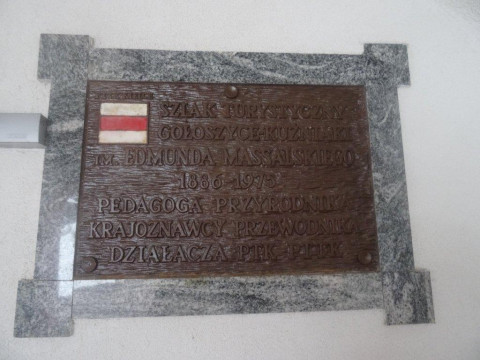 SZLAK TURYSTYCZNY
GOŁOSZYCE-KUŹNIAKI
IM. EDMUNDA MASSALSKIEGO
1886-1975
PEDAGOGA PRZYRODNIKA
KRAJOZNAWCY PRZEWODNIKA
DZIAŁACZA PTK-PTTK